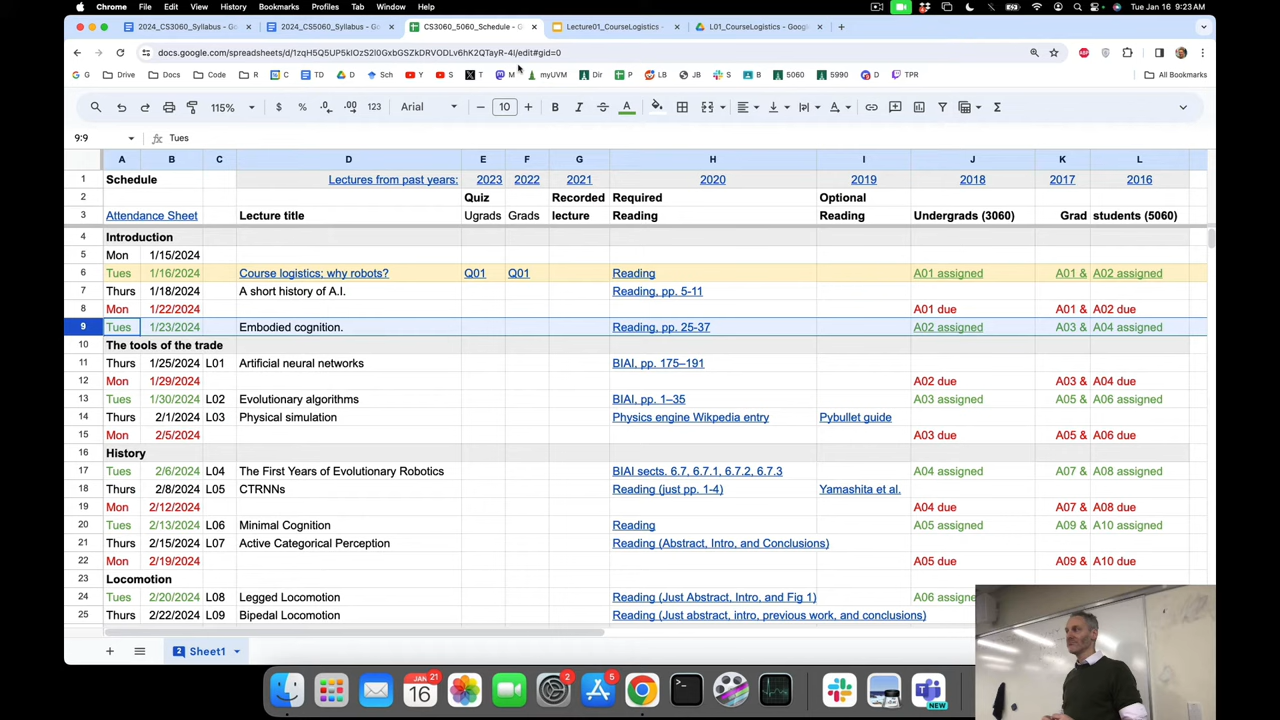 Chrome File Edit View History Bookmarks Profiles Tab Window Help Tue Jan 16 9:23 AM
2024_CS3060_Syllabus - G 2024_CS5060_Syllabus - G CS3060_5060_Schedule - G Lecture01_CourseLogistics - L01_CourseLogistics - Googl
docs.google.com/spreadsheets/d/1zqH5Q5UP5kIOzS2l0GxbGSZkDRVODLv6hK2QTayR-4I/edit#gid=0
G Drive Docs Code R C TD D Sch Y S T M myUVM Dir P LB JB S B 5060 5990 D TPR All Bookmarks
115% $ % .0 .00 123 Arial 10
9:9 fx Tues
A B C D E F G H I J K L
1 Schedule Lectures from past years: 2023 2022 2021 2020 2019 2018 2017 2016
2 Quiz Recorded Required Optional
3 Attendance Sheet Lecture title Ugrads Grads lecture Reading Reading Undergrads (3060) Grad students (5060)
4 Introduction
5 Mon 1/15/2024
6 Tues 1/16/2024 Course logistics; why robots? Q01 Q01 Reading A01 assigned A01 & A02 assigned
7 Thurs 1/18/2024 A short history of A.I. Reading, pp. 5-11
8 Mon 1/22/2024 A01 due A01 & A02 due
9 Tues 1/23/2024 Embodied cognition. Reading, pp. 25-37 A02 assigned A03 & A04 assigned
10 The tools of the trade
11 Thurs 1/25/2024 L01 Artificial neural networks BIAI, pp. 175–191
12 Mon 1/29/2024 A02 due A03 & A04 due
13 Tues 1/30/2024 L02 Evolutionary algorithms BIAI, pp. 1–35 A03 assigned A05 & A06 assigned
14 Thurs 2/1/2024 L03 Physical simulation Physics engine Wikpedia entry Pybullet guide
15 Mon 2/5/2024 A03 due A05 & A06 due
16 History
17 Tues 2/6/2024 L04 The First Years of Evolutionary Robotics BIAI sects. 6.7, 6.7.1, 6.7.2, 6.7.3 A04 assigned A07 & A08 assigned
18 Thurs 2/8/2024 L05 CTRNNs Reading (just pp. 1-4) Yamashita et al.
19 Mon 2/12/2024 A04 due A07 & A08 due
20 Tues 2/13/2024 L06 Minimal Cognition Reading A05 assigned A09 & A10 assigned
21 Thurs 2/15/2024 L07 Active Categorical Perception Reading (Abstract, Intro, and Conclusions)
22 Mon 2/19/2024 A05 due A09 & A10 due
23 Locomotion
24 Tues 2/20/2024 L08 Legged Locomotion Reading (Just Abstract, Intro, and Fig 1) A06 assigne
25 Thurs 2/22/2024 L09 Bipedal Locomotion Reading (Just abstract, intro, previous work, and conclusions)
2 Sheet1
JAN 16 21 2 5 NEW